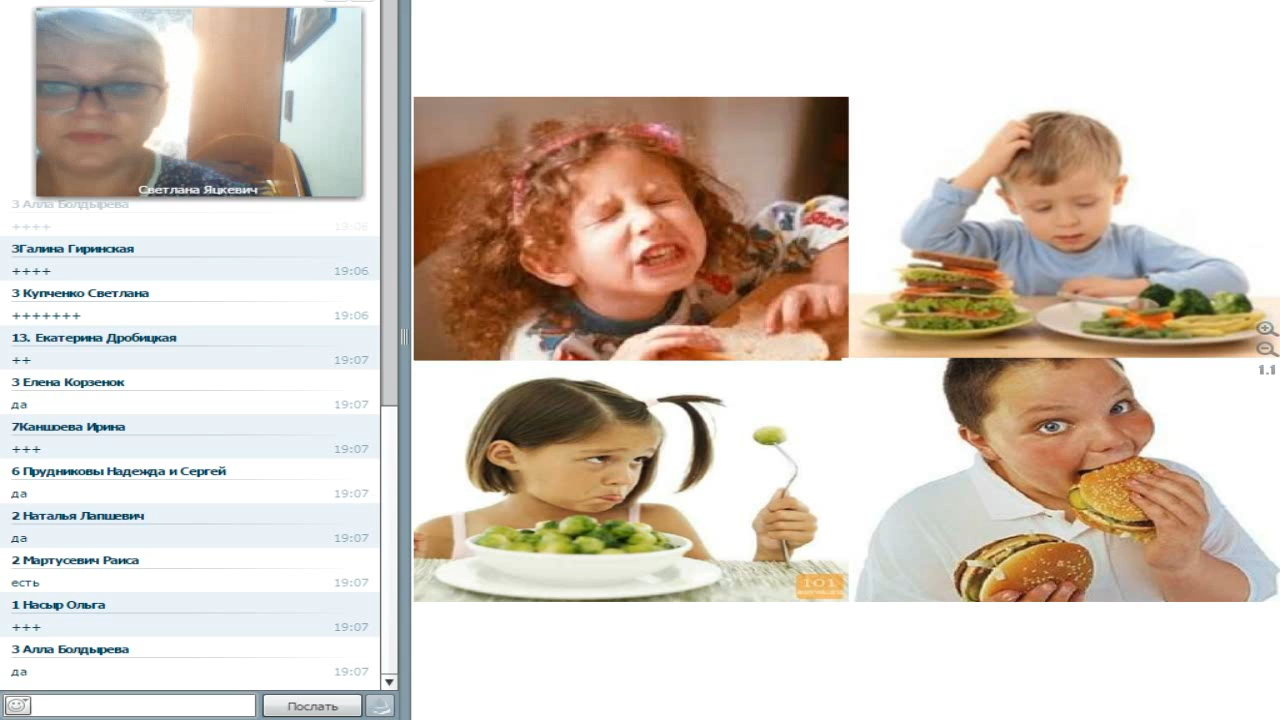 Светлана Яцкевич
3 Алла Болдырева
++++ 19:06
3Галина Гиринская
++++ 19:06
3 Купченко Светлана
+++++++ 19:06
13. Екатерина Дробицкая
++ 19:07
3 Елена Корзенок
да 19:07
7Каншоева Ирина
+++ 19:07
6 Прудниковы Надежда и Сергей
да 19:07
2 Наталья Лапшевич
да 19:07
2 Мартусевич Раиса
есть 19:07
1 Насыр Ольга
+++ 19:07
3 Алла Болдырева
да 19:07
Послать
1.1
101